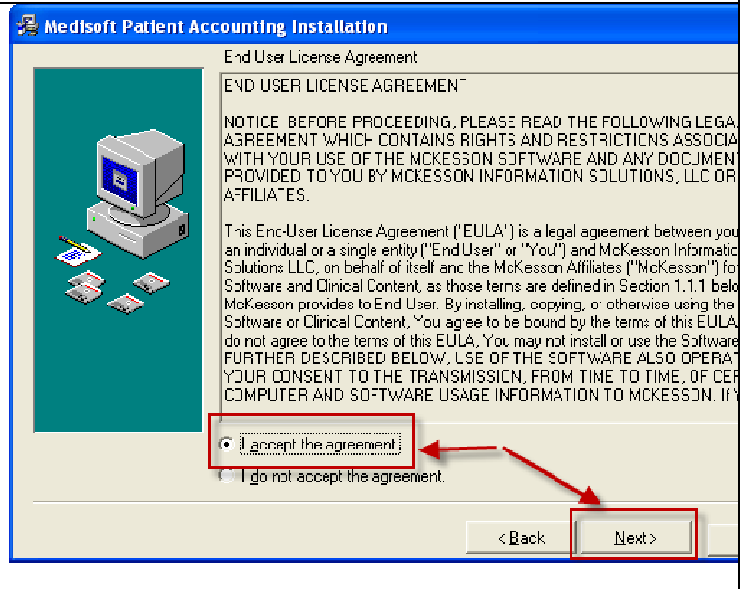 Medisoft Patient Accounting Installation
End User License Agreement
END USER LICENSE AGREEMENT
NOTICE BEFORE PROCEEDING, PLEASE READ THE FOLLOWING LEGA
AGREEMENT WHICH CONTAINS RIGHTS AND RESTRICTIONS ASSOCIA
WITH YOUR USE OF THE MCKESSON SOFTWARE AND ANY DOCUMEN
PROVIDED TO YOU BY MCKESSON INFORMATION SOLUTIONS, LLC OR
AFFILIATES.
This End-User License Agreement ("EULA") is a legal agreement between you
an individual or a single entity ("End User" or "You") and McKesson Informatic
Solutions LLC, on behalf of itself and the McKesson Affiliates ("McKesson") fo
Software and Clinical Content, as those terms are defined in Section 1.1.1 belo
McKesson provides to End User. By installing, copying, or otherwise using the
Software or Clinical Content, You agree to be bound by the terms of this EULA.
do not agree to the terms of this EULA, You may not install or use the Software
FURTHER DESCRIBED BELOW, USE OF THE SOFTWARE ALSO OPERAT
YOUR CONSENT TO THE TRANSMISSION, FROM TIME TO TIME, OF CER
COMPUTER AND SOFTWARE USAGE INFORMATION TO MCKESSON. If Y
I accept the agreement.
I do not accept the agreement.
< Back Next >